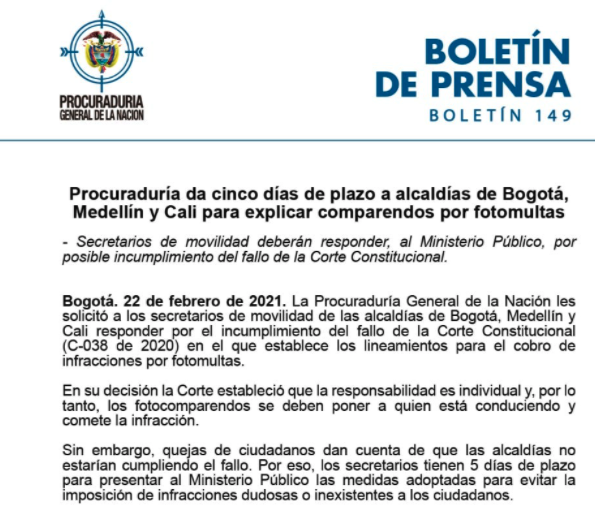 PROCURADURIA
GENERAL DE LA NACION
BOLETÍN
DE PRENSA
BOLETÍN 149
Procuraduría da cinco días de plazo a alcaldías de Bogotá,
Medellín y Cali para explicar comparendos por fotomultas
- Secretarios de movilidad deberán responder, al Ministerio Público, por
posible incumplimiento del fallo de la Corte Constitucional.
Bogotá. 22 de febrero de 2021. La Procuraduría General de la Nación les
solicitó a los secretarios de movilidad de las alcaldías de Bogotá, Medellín y
Cali responder por el incumplimiento del fallo de la Corte Constitucional
(C-038 de 2020) en el que establece los lineamientos para el cobro de
infracciones por fotomultas.
En su decisión la Corte estableció que la responsabilidad es individual y, por lo
tanto, los fotocomparendos se deben poner a quien está conduciendo y
comete la infracción.
Sin embargo, quejas de ciudadanos dan cuenta de que las alcaldías no
estarían cumpliendo el fallo. Por eso, los secretarios tienen 5 días de plazo
para presentar al Ministerio Público las medidas adoptadas para evitar la
imposición de infracciones dudosas o inexistentes a los ciudadanos.